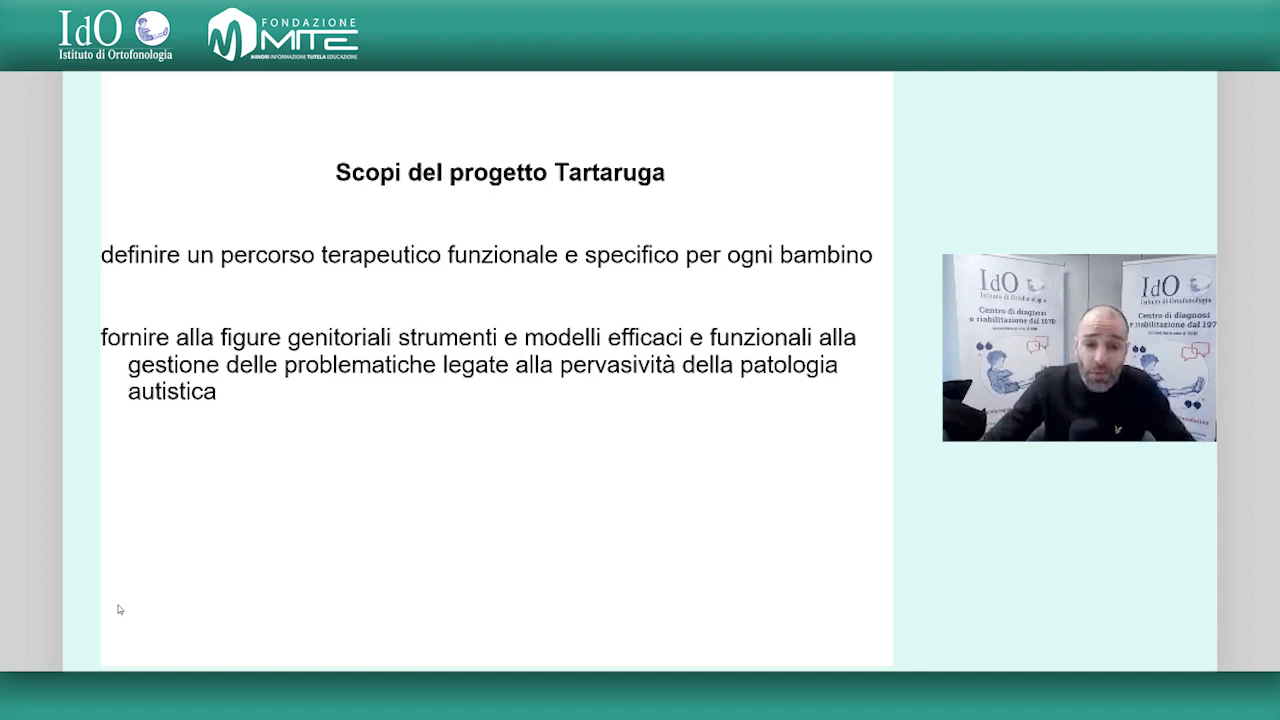 IdO
Istituto di Ortofonologia
FONDAZIONE
MITE
MINORI INFORMAZIONE TUTELA EDUCAZIONE
Scopi del progetto Tartaruga
definire un percorso terapeutico funzionale e specifico per ogni bambino
fornire alla figure genitoriali strumenti e modelli efficaci e funzionali alla
gestione delle problematiche legate alla pervasività della patologia
autistica
IdO
Istituto di Ortofonologia
Centro di diagnosi
e riabilitazione dal 1970
IdO
Istituto di Ortofonologia
Centro di diagnosi
e riabilitazione dal 197